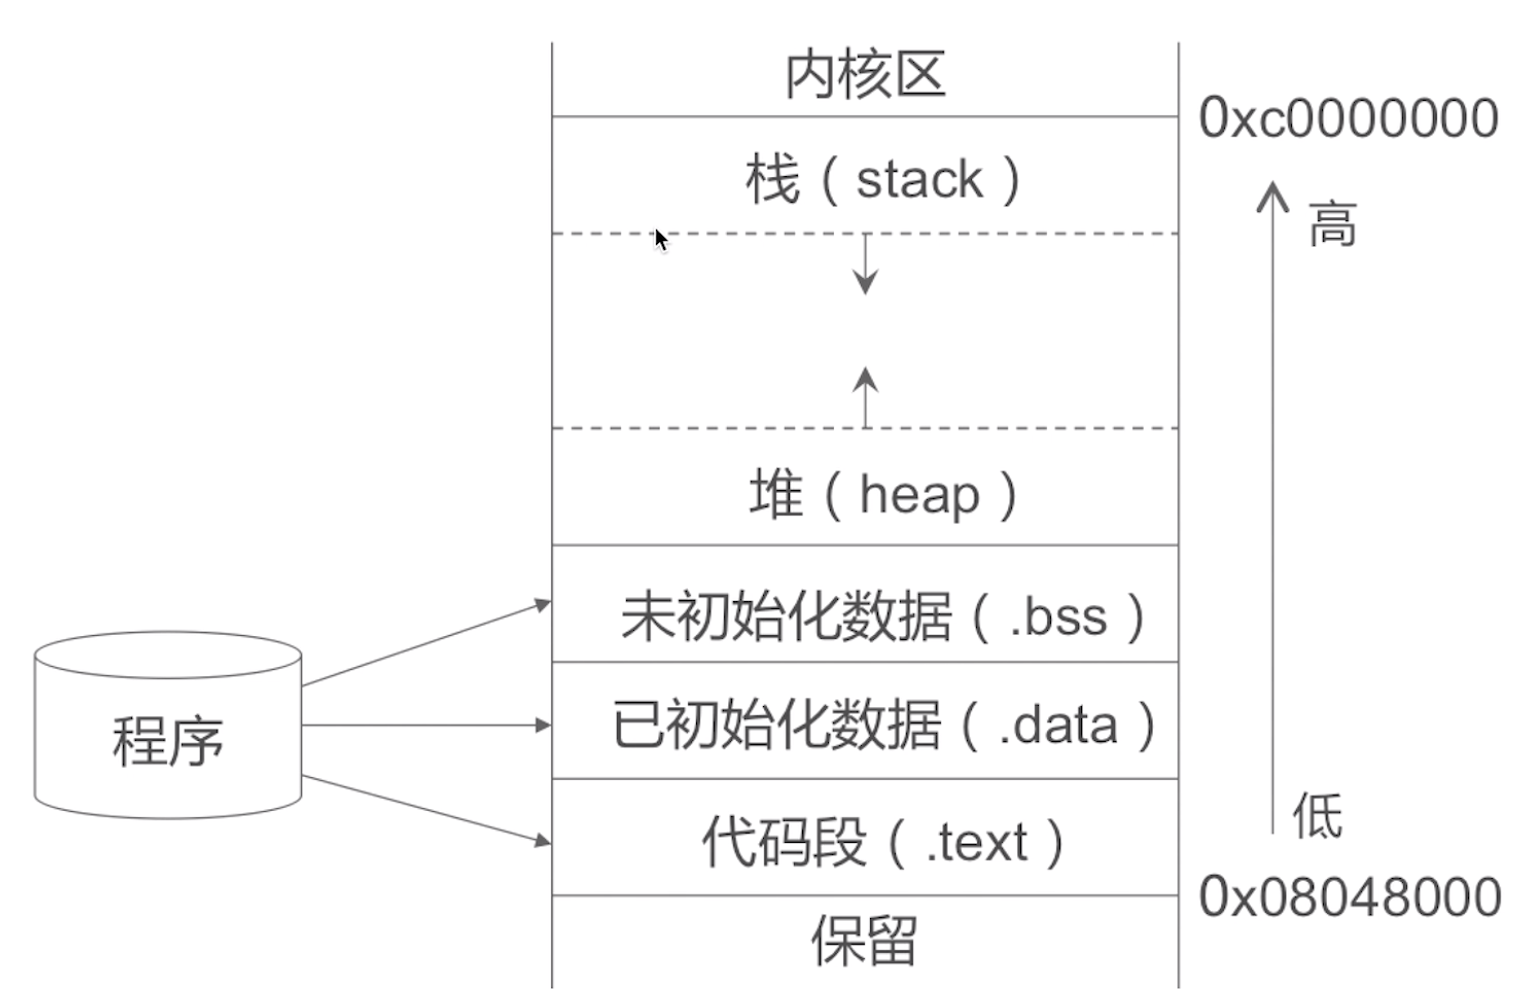 内核区
0xc0000000
栈（stack）
高
堆（heap）
未初始化数据（.bss）
程序
已初始化数据（.data）
低
代码段（.text）
0x08048000
保留